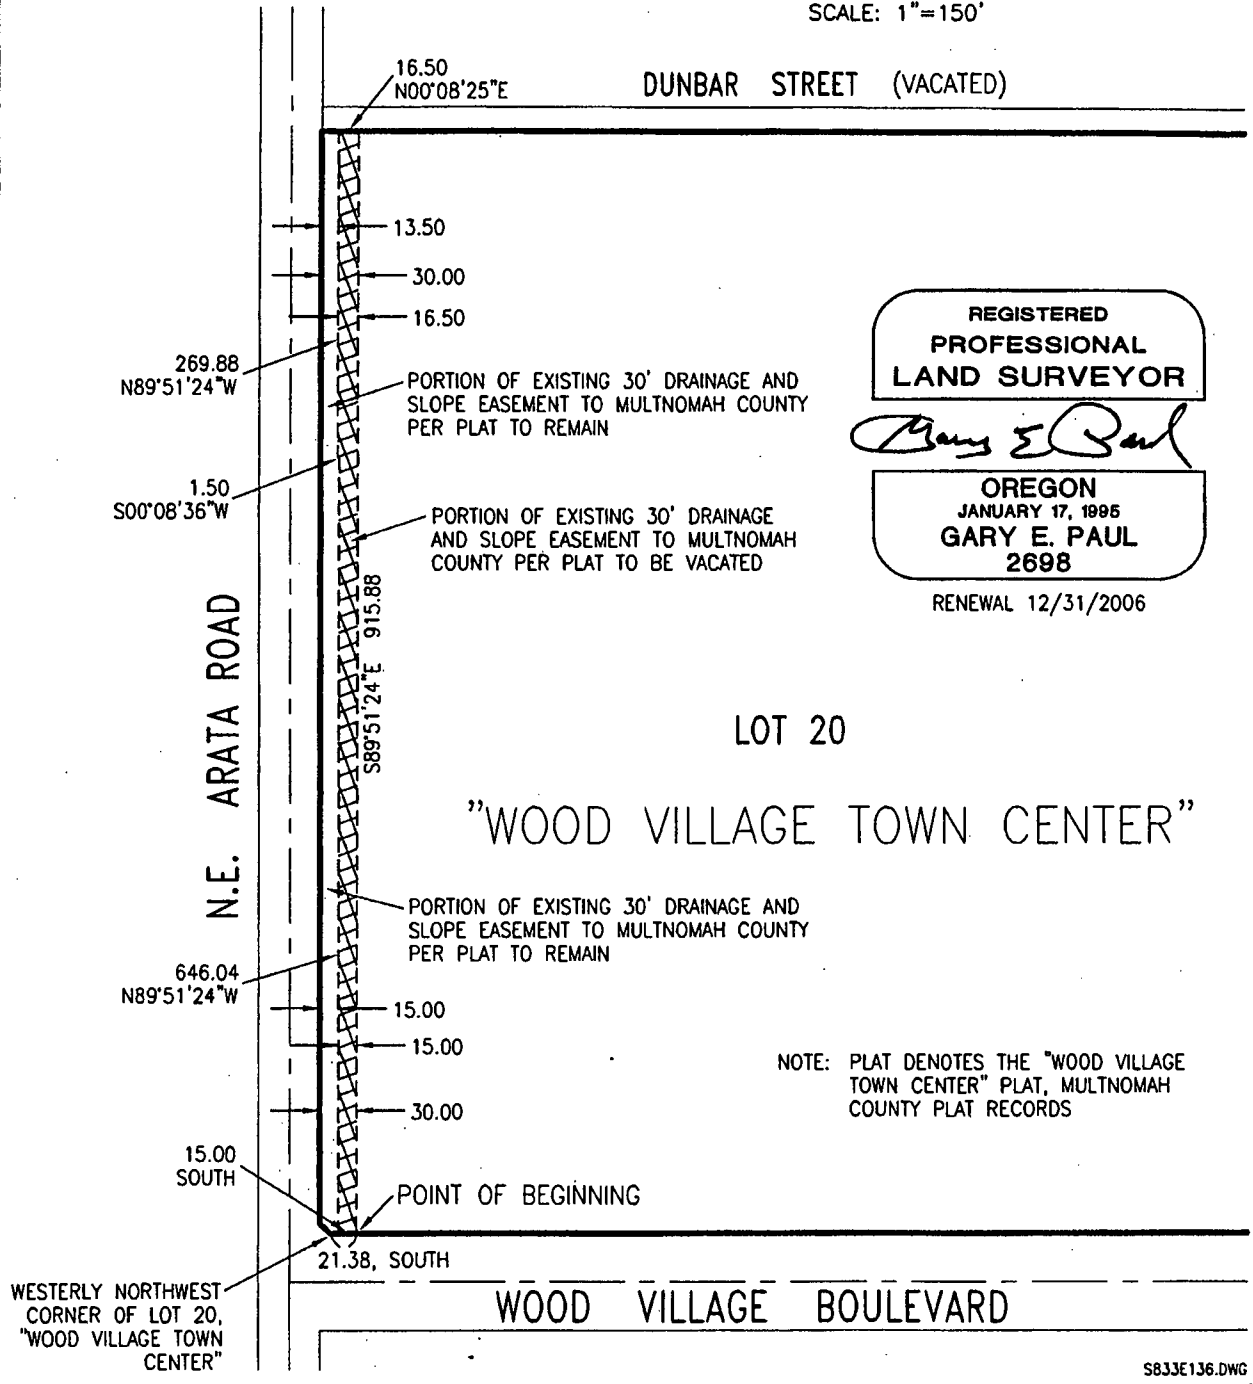 SCALE: 1"=150'
16.50
N00°08'25"E
DUNBAR STREET (VACATED)
13.50
30.00
16.50
269.88
N89°51'24"W
PORTION OF EXISTING 30' DRAINAGE AND
SLOPE EASEMENT TO MULTNOMAH COUNTY
PER PLAT TO REMAIN
REGISTERED
PROFESSIONAL
LAND SURVEYOR
Gary E Paul
OREGON
JANUARY 17, 1995
GARY E. PAUL
2698
RENEWAL 12/31/2006
1.50
S00°08'36"W
PORTION OF EXISTING 30' DRAINAGE
AND SLOPE EASEMENT TO MULTNOMAH
COUNTY PER PLAT TO BE VACATED
S89°51'24"E 915.88
N.E. ARATA ROAD
LOT 20
"WOOD VILLAGE TOWN CENTER"
PORTION OF EXISTING 30' DRAINAGE AND
SLOPE EASEMENT TO MULTNOMAH COUNTY
PER PLAT TO REMAIN
646.04
N89°51'24"W
15.00
15.00
30.00
NOTE: PLAT DENOTES THE "WOOD VILLAGE
TOWN CENTER" PLAT, MULTNOMAH
COUNTY PLAT RECORDS
15.00
SOUTH
POINT OF BEGINNING
21.38, SOUTH
WESTERLY NORTHWEST
CORNER OF LOT 20,
"WOOD VILLAGE TOWN
CENTER"
WOOD VILLAGE BOULEVARD
S833E136.DWG